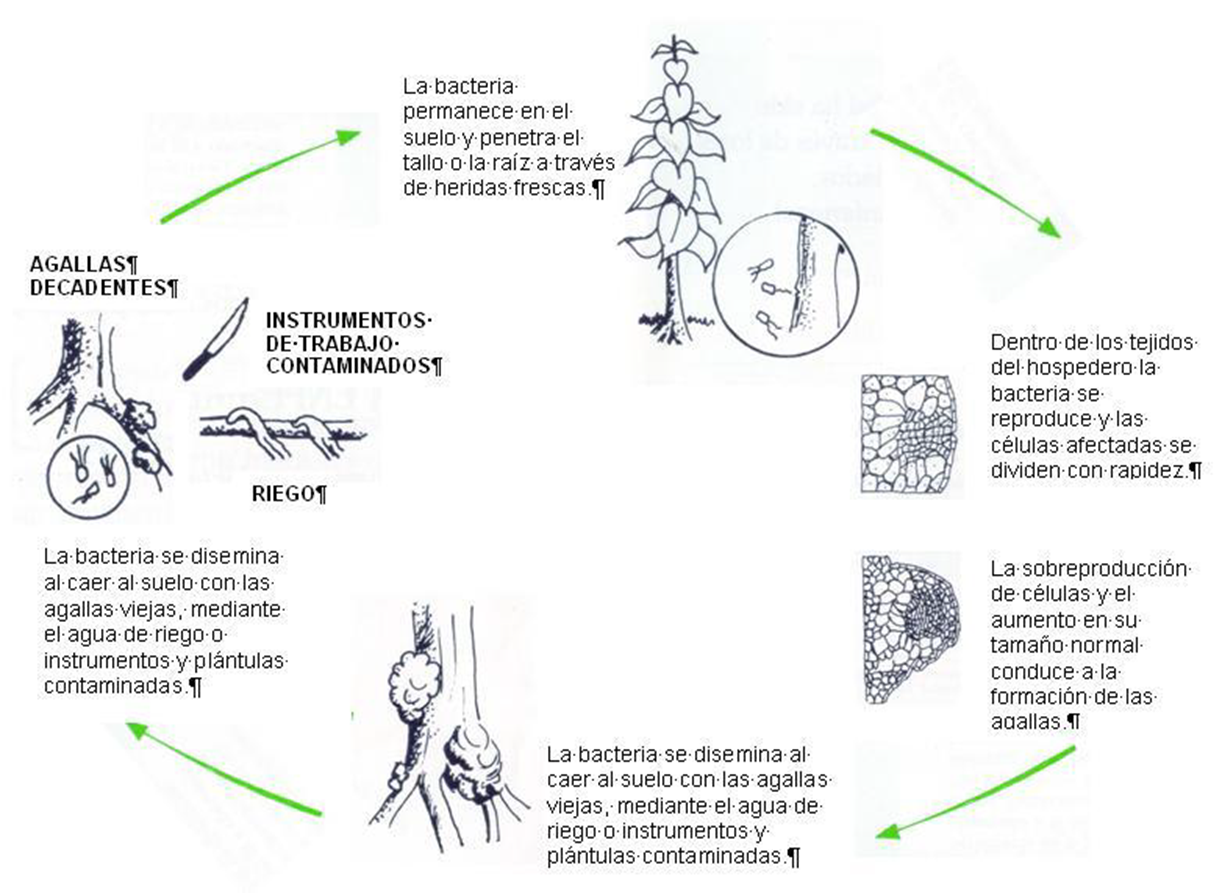 La·bacteria·
permanece·en·el·
suelo·y·penetra·el·
tallo·o·la·raíz·a·través
de·heridas·frescas.¶
Dentro·de·los·tejidos·
del·hospedero·la·
bacteria·se·
reproduce·y·las·
células·afectadas·se·
dividen·con·rapidez.¶
La·sobreproducción·
de·células·y·el·
aumento·en·su·
tamaño·normal·
conduce·a·la·
formación·de·las·
agallas.¶
La·bacteria·se·disemina·al·
caer·al·suelo·con·las·agallas·
viejas,·mediante·el·agua·de·
riego·o·instrumentos·y·
plántulas·contaminadas.¶
La·bacteria·se·disemina·
al·caer·al·suelo·con·las·
agallas·viejas,·mediante·
el·agua·de·riego·o·
instrumentos·y·plántulas·
contaminadas.¶
AGALLAS¶
DECADENTES¶
INSTRUMENTOS·
DE·TRABAJO·
CONTAMINADOS¶
RIEGO¶